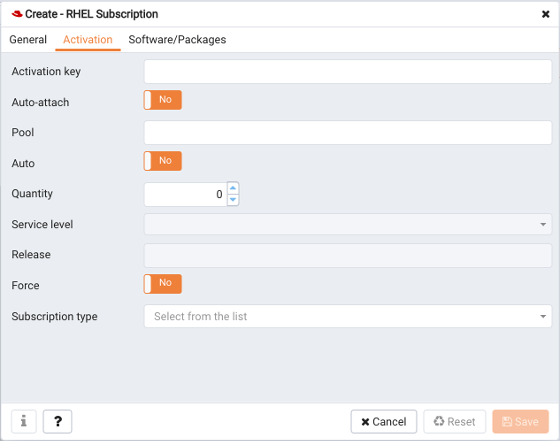 Create - RHEL Subscription
General Activation Software/Packages
Activation key
Auto-attach No
Pool
Auto No
Quantity 0
Service level
Release
Force No
Subscription type Select from the list
i ? Cancel Reset Save